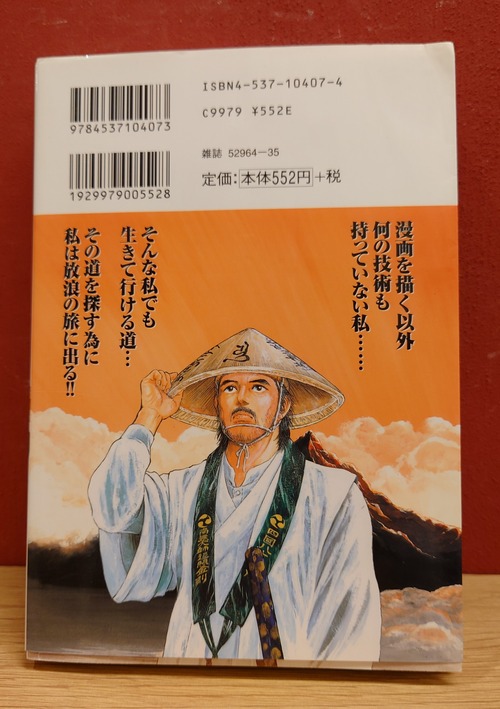 ISBN4-537-10407-4
C9979 ¥552E
9784537104073
雑誌 52964-35
1929979005528
定価：本体552円+税
漫画を描く以外
何の技術も
持っていない私……
そんな私でも
生きて行ける道…
その道を探す為に
私は放浪の旅に出る!!
四國八